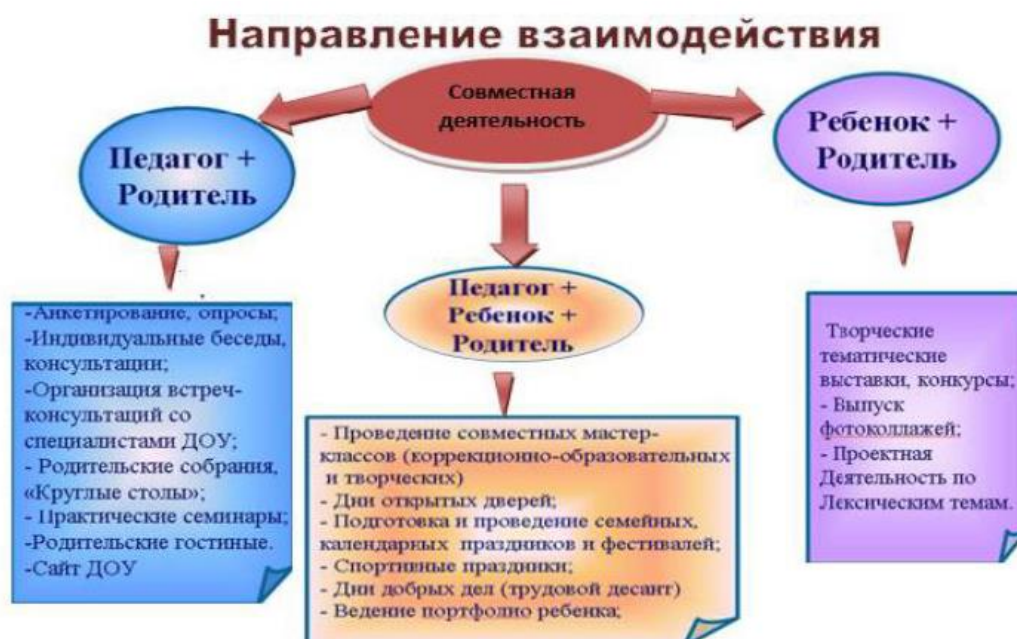 Направление взаимодействия
Совместная
деятельность
Педагог +
Родитель
-Анкетирование, опросы;
-Индивидуальные беседы,
консультации;
-Организация встреч-
консультаций со
специалистами ДОУ;
- Родительские собрания,
«Круглые столы»;
- Практические семинары;
-Родительские гостиные.
-Сайт ДОУ
Педагог +
Ребенок +
Родитель
- Проведение совместных мастер-
классов (коррекционно-образовательных
и творческих)
- Дни открытых дверей;
- Подготовка и проведение семейных,
календарных праздников и фестивалей;
- Спортивные праздники;
- Дни добрых дел (трудовой десант)
- Ведение портфолио ребенка;
Ребенок +
Родитель
Творческие
тематические
выставки, конкурсы;
- Выпуск
фотоколлажей;
- Проектная
Деятельность по
Лексическим темам.